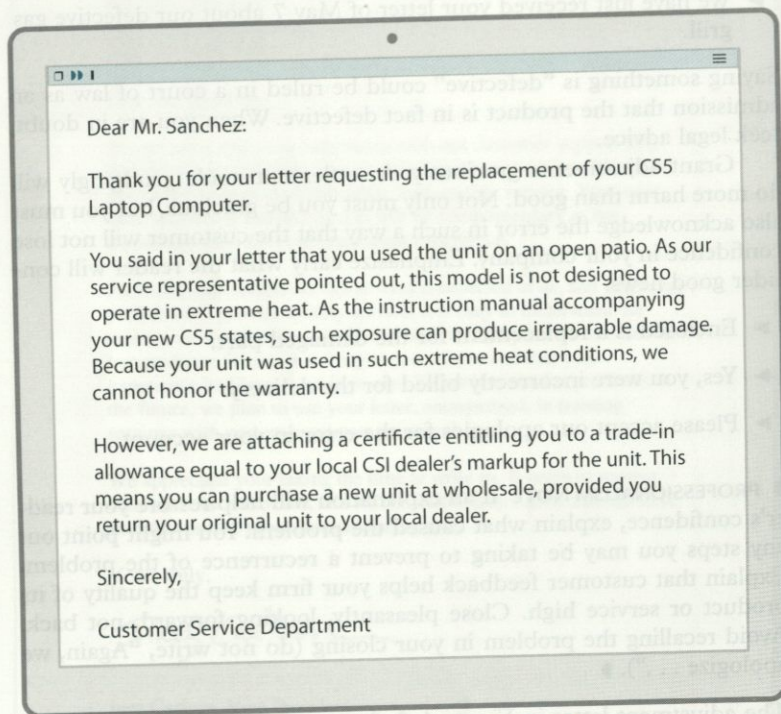 Dear Mr. Sanchez:
Thank you for your letter requesting the replacement of your CS5
Laptop Computer.
You said in your letter that you used the unit on an open patio. As our
service representative pointed out, this model is not designed to
operate in extreme heat. As the instruction manual accompanying
your new CS5 states, such exposure can produce irreparable damage.
Because your unit was used in such extreme heat conditions, we
cannot honor the warranty.
However, we are attaching a certificate entitling you to a trade-in
allowance equal to your local CSI dealer's markup for the unit. This
means you can purchase a new unit at wholesale, provided you
return your original unit to your local dealer.
Sincerely,
Customer Service Department